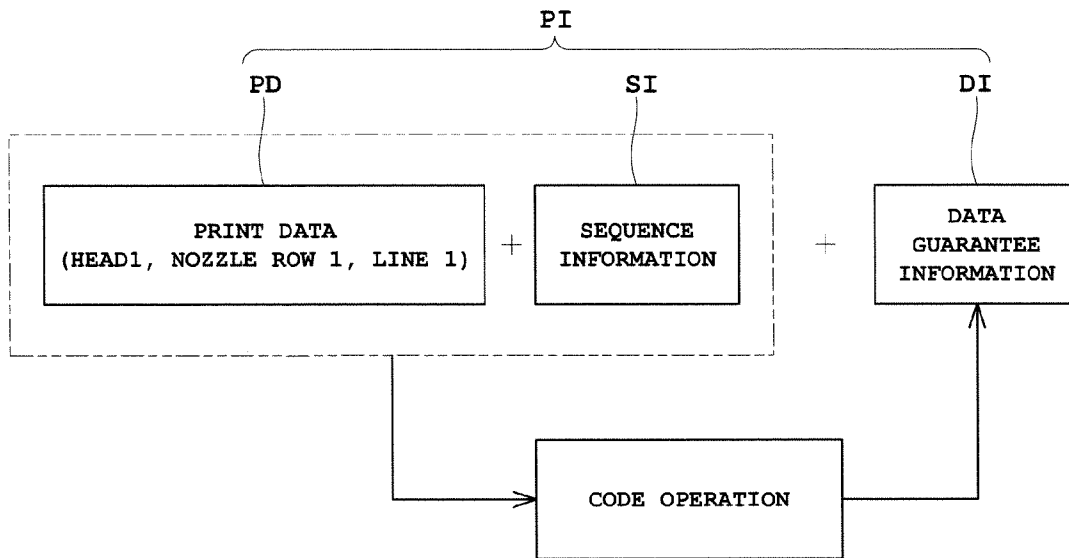 PI
PD SI DI
PRINT DATA
(HEAD1, NOZZLE ROW 1, LINE 1)
+
SEQUENCE
INFORMATION
+
DATA
GUARANTEE
INFORMATION
CODE OPERATION